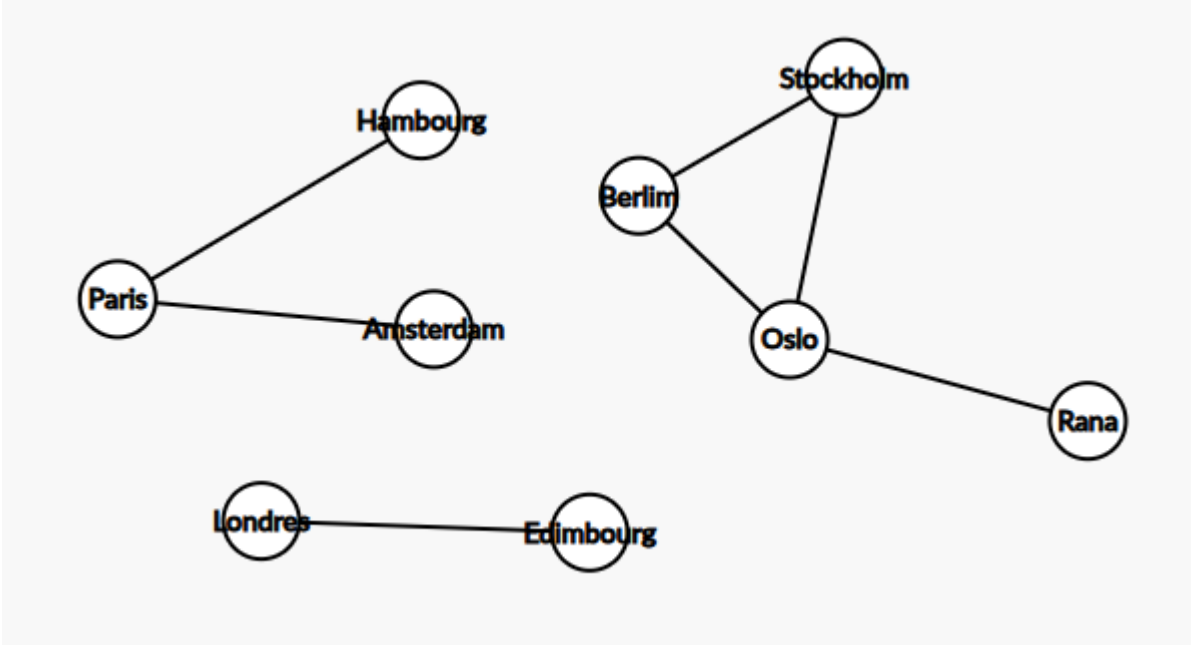 Stockholm
Hambourg
Berlim
Paris
Amsterdam
Oslo
Rana
Londres
Edimbourg